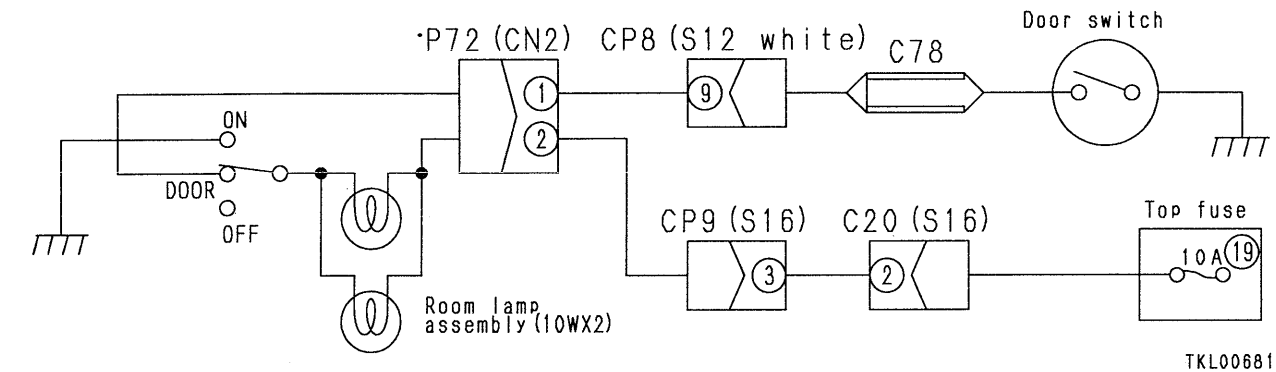 Door switch
P72 (CN2) CP8 (S12 white) C78
1
9
ON
2
DOOR
OFF
CP9 (S16) C20 (S16) Top fuse
10A 19
3
2
Room lamp
assembly (10WX2)
TKL00681